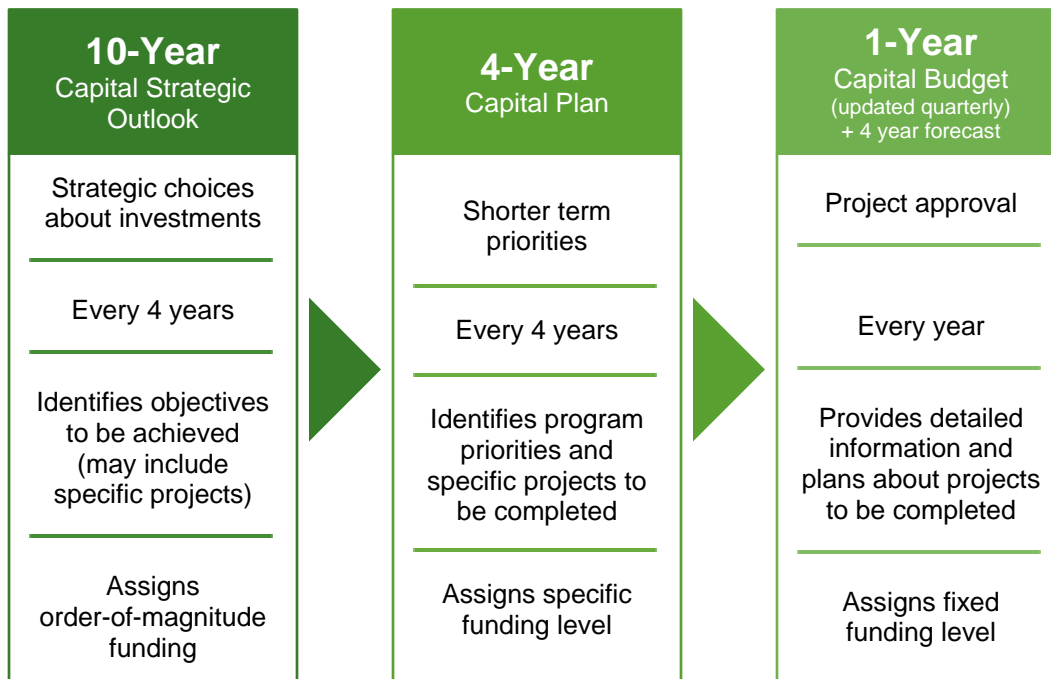 10-Year
Capital Strategic
Outlook
Strategic choices
about investments
Every 4 years
Identifies objectives
to be achieved
(may include
specific projects)
Assigns
order-of-magnitude
funding
4-Year
Capital Plan
Shorter term
priorities
Every 4 years
Identifies program
priorities and
specific projects to
be completed
Assigns specific
funding level
1-Year
Capital Budget
(updated quarterly)
+ 4 year forecast
Project approval
Every year
Provides detailed
information and
plans about projects
to be completed
Assigns fixed
funding level